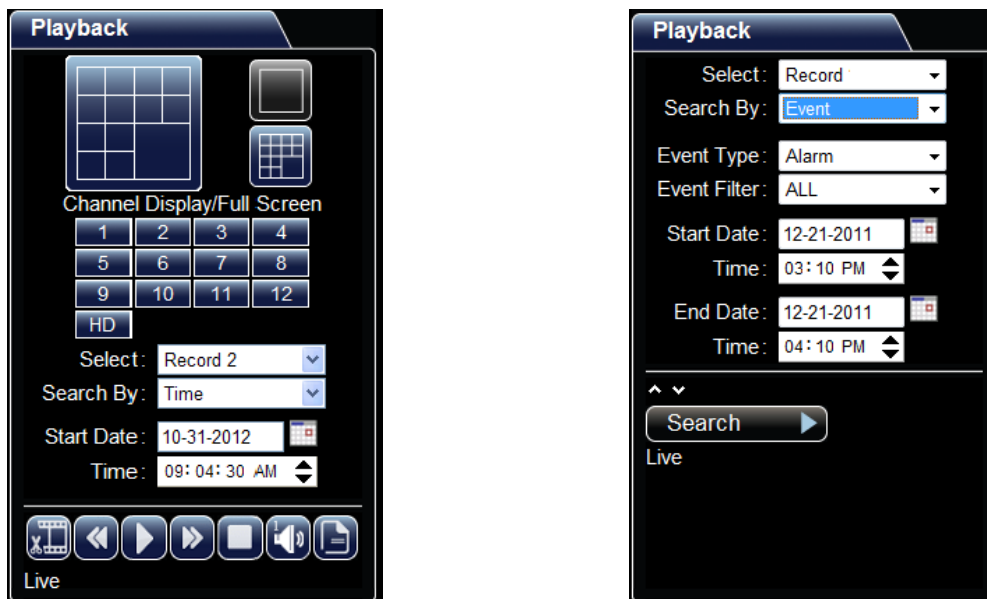 Playback
Channel Display/Full Screen
1 2 3 4
5 6 7 8
9 10 11 12
HD
Select: Record 2
Search By: Time
Start Date: 10-31-2012
Time: 09:04:30 AM
1
Live
Playback
Select: Record
Search By: Event
Event Type: Alarm
Event Filter: ALL
Start Date: 12-21-2011
Time: 03:10 PM
End Date: 12-21-2011
Time: 04:10 PM
Search
Live